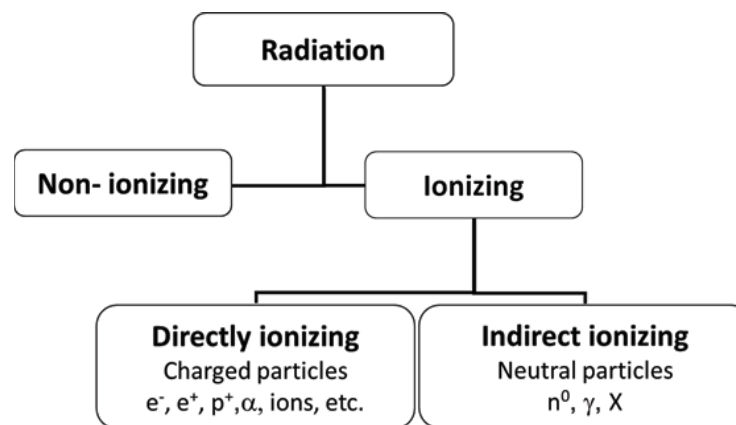 Radiation
Non- ionizing
Ionizing
Directly ionizing
Charged particles
e⁻, e⁺, p⁺,α, ions, etc.
Indirect ionizing
Neutral particles
n⁰, γ, X